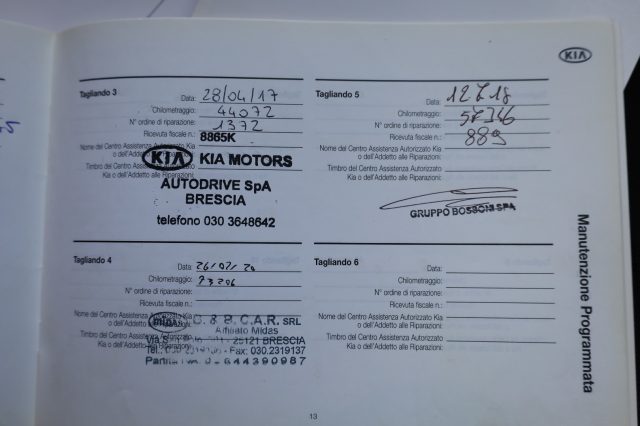 KIA
Tagliando 3
Data: 28/04/17
Chilometraggio: 44072
N° ordine di riparazione: 1372
Ricevuta fiscale n.: 8865K
Nome del Centro Assistenza Autorizzato Kia
o dell'Addetto alle Riparazioni:
Timbro del Centro Assistenza Autorizzato
Kia o dell'Addetto alle Riparazioni:
KIA KIA MOTORS
AUTODRIVE SpA
BRESCIA
telefono 030 3648642
Tagliando 5
Data:
Chilometraggio:
N° ordine di riparazione: 889
Ricevuta fiscale n.:
Nome del Centro Assistenza Autorizzato Kia
o dell'Addetto alle Riparazioni:
Timbro del Centro Assistenza Autorizzato
Kia o dell'Addetto alle Riparazioni:
GRUPPO BOSSONI SPA
Tagliando 4
Data:
Chilometraggio:
N° ordine di riparazione:
Ricevuta fiscale n.:
Nome del Centro Assistenza Autorizzato Kia
o dell'Addetto alle Riparazioni:
Timbro del Centro Assistenza Autorizzato
Kia o dell'Addetto alle Riparazioni:
C.A.R. SRL
Affiliato Midas
25121 BRESCIA
Fax: 030.2319137
Tagliando 6
Data:
Chilometraggio:
N° ordine di riparazione:
Ricevuta fiscale n.:
Nome del Centro Assistenza Autorizzato Kia
o dell'Addetto alle Riparazioni:
Timbro del Centro Assistenza Autorizzato
Kia o dell'Addetto alle Riparazioni:
Manutenzione Programmata
13